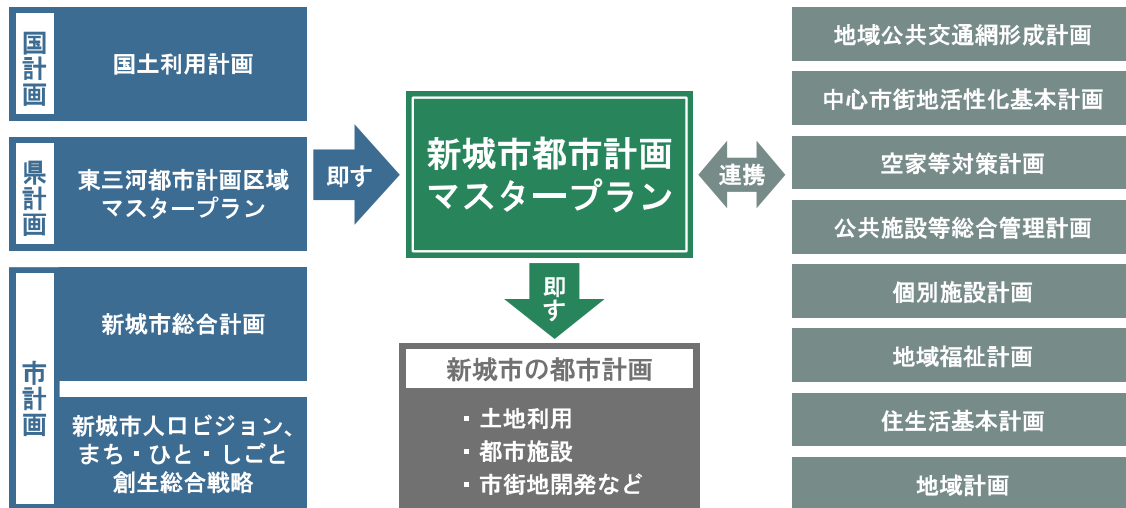 国計画
国土利用計画
県計画
東三河都市計画区域
マスタープラン
市計画
新城市総合計画
新城市人口ビジョン、
まち・ひと・しごと
創生総合戦略
即す
新城市都市計画
マスタープラン
即す
新城市の都市計画
・土地利用
・都市施設
・市街地開発など
連携
地域公共交通網形成計画
中心市街地活性化基本計画
空家等対策計画
公共施設等総合管理計画
個別施設計画
地域福祉計画
住生活基本計画
地域計画